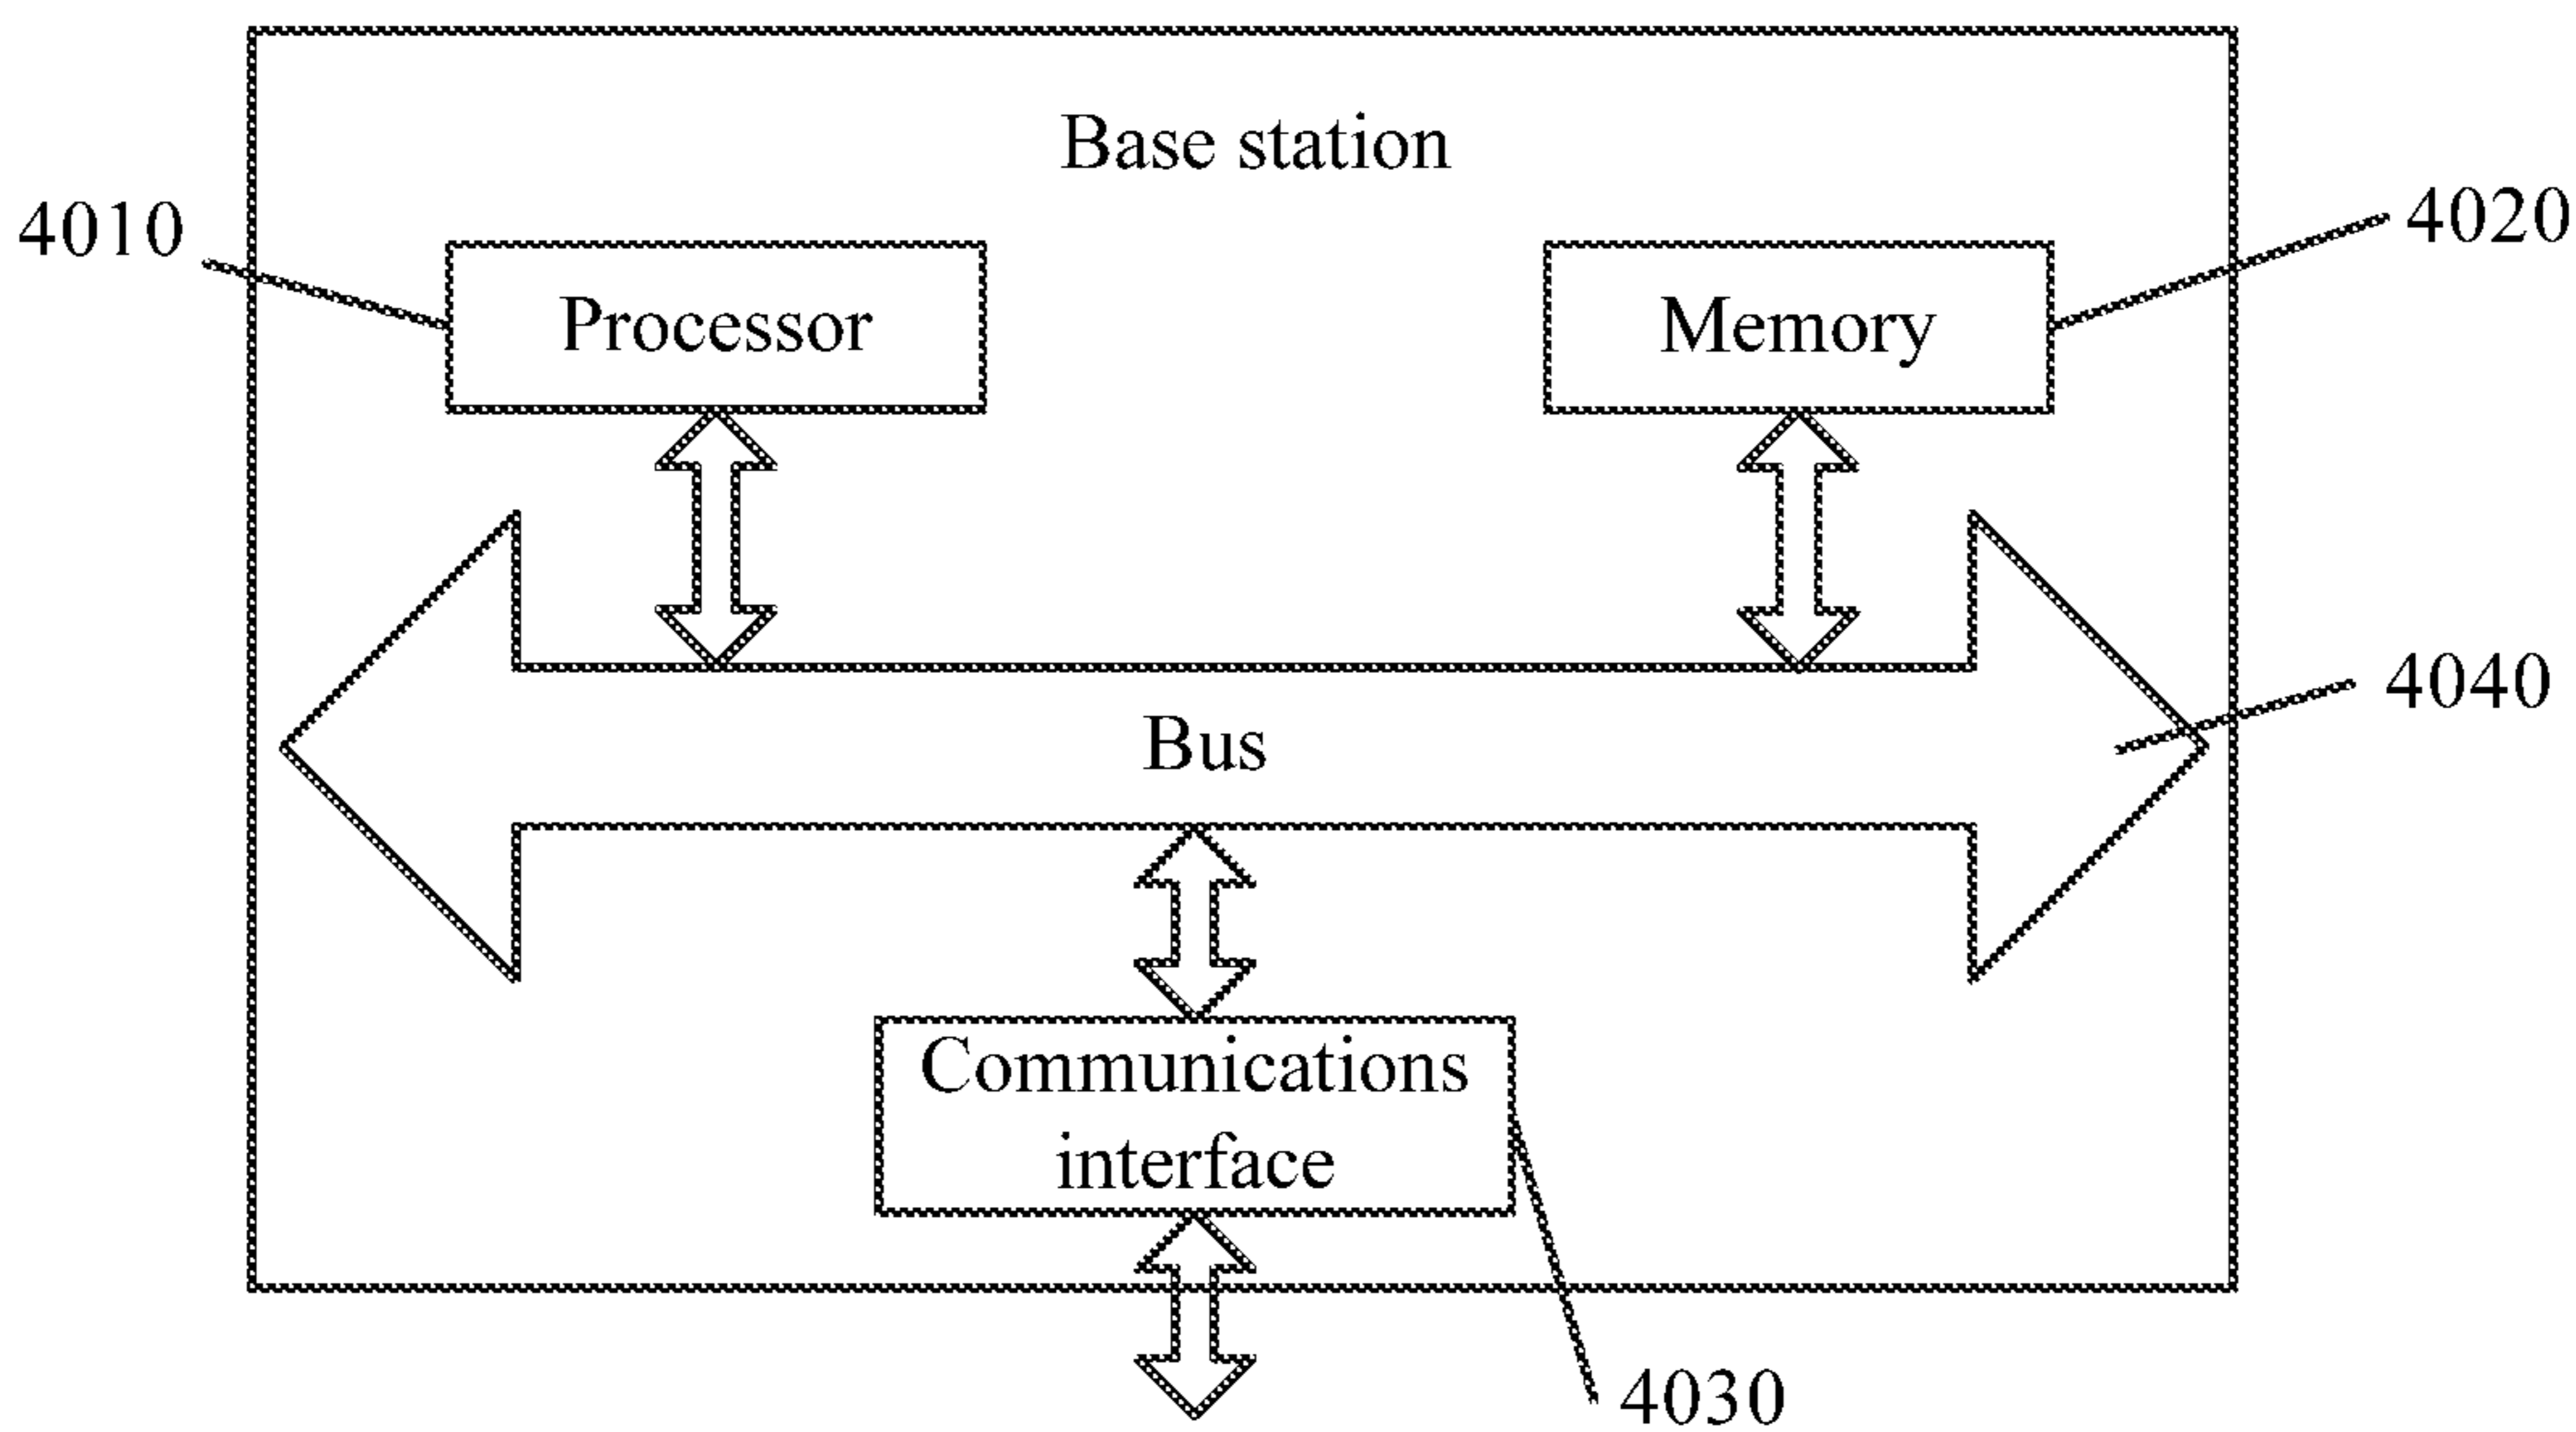 Base station
4010
4020
Processor
Memory
4040
Bus
Communications
interface
4030